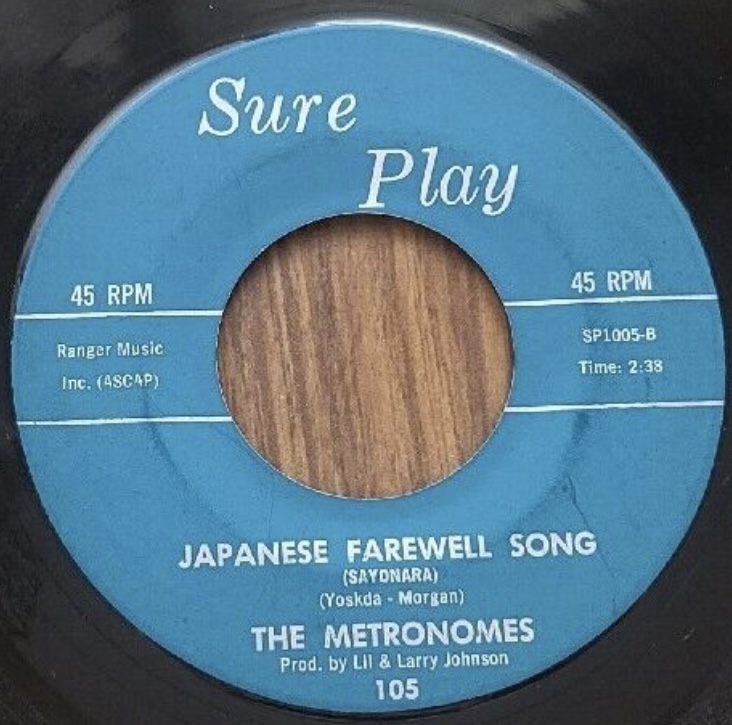 Sure
Play
45 RPM
45 RPM
Ranger Music
Inc. (ASCAP)
SP1005-B
Time: 2:38
JAPANESE FAREWELL SONG
(SAYONARA)
(Yoskda - Morgan)
THE METRONOMES
Prod. by Lil & Larry Johnson
105